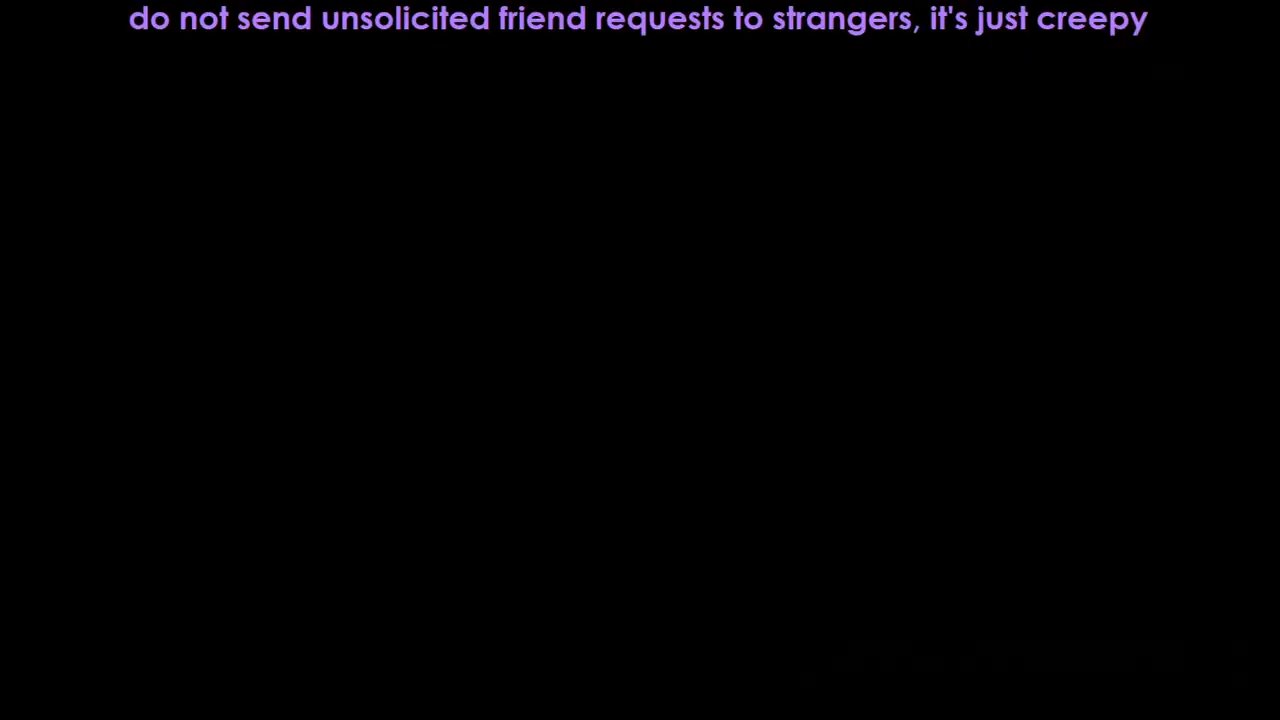 do not send unsolicited friend requests to strangers, it's just creepy